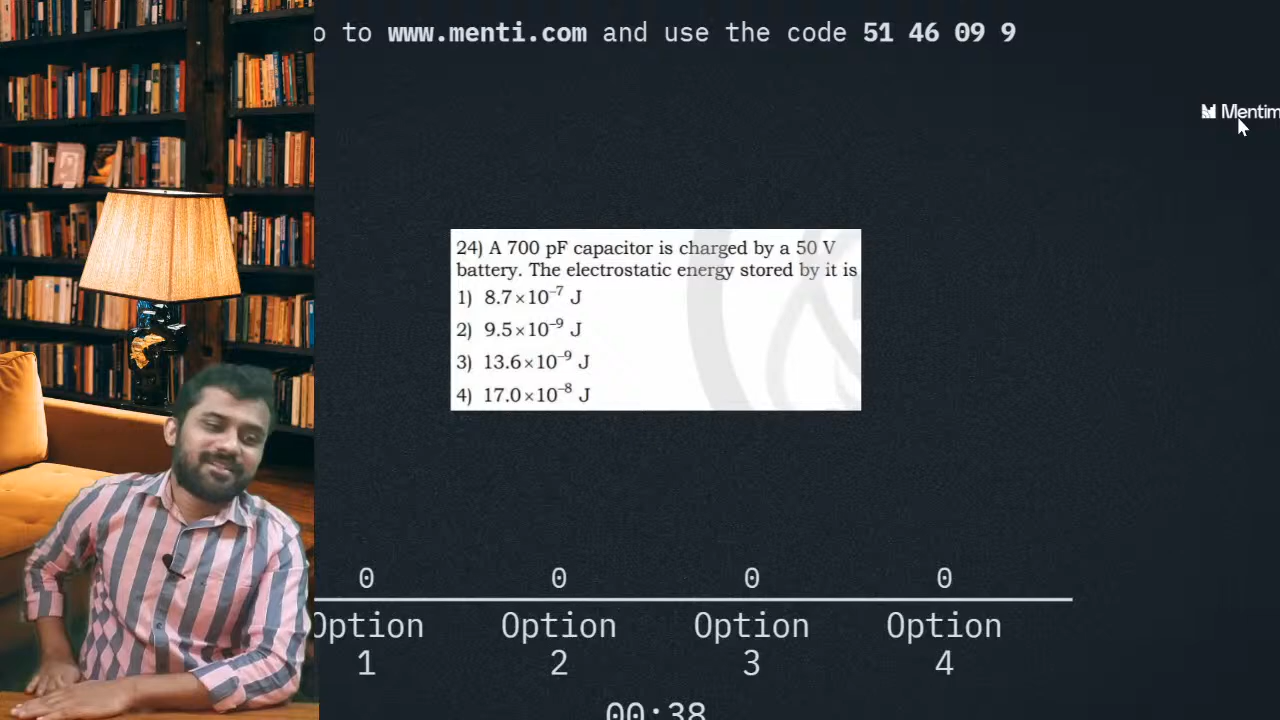 o to www.menti.com and use the code 51 46 09 9
Mentim
24) A 700 pF capacitor is charged by a 50 V
battery. The electrostatic energy stored by it is
1) 8.7×10⁻⁷ J
2) 9.5×10⁻⁹ J
3) 13.6×10⁻⁹ J
4) 17.0×10⁻⁸ J
0 0 0 0
Option Option Option Option
1 2 3 4
00:38